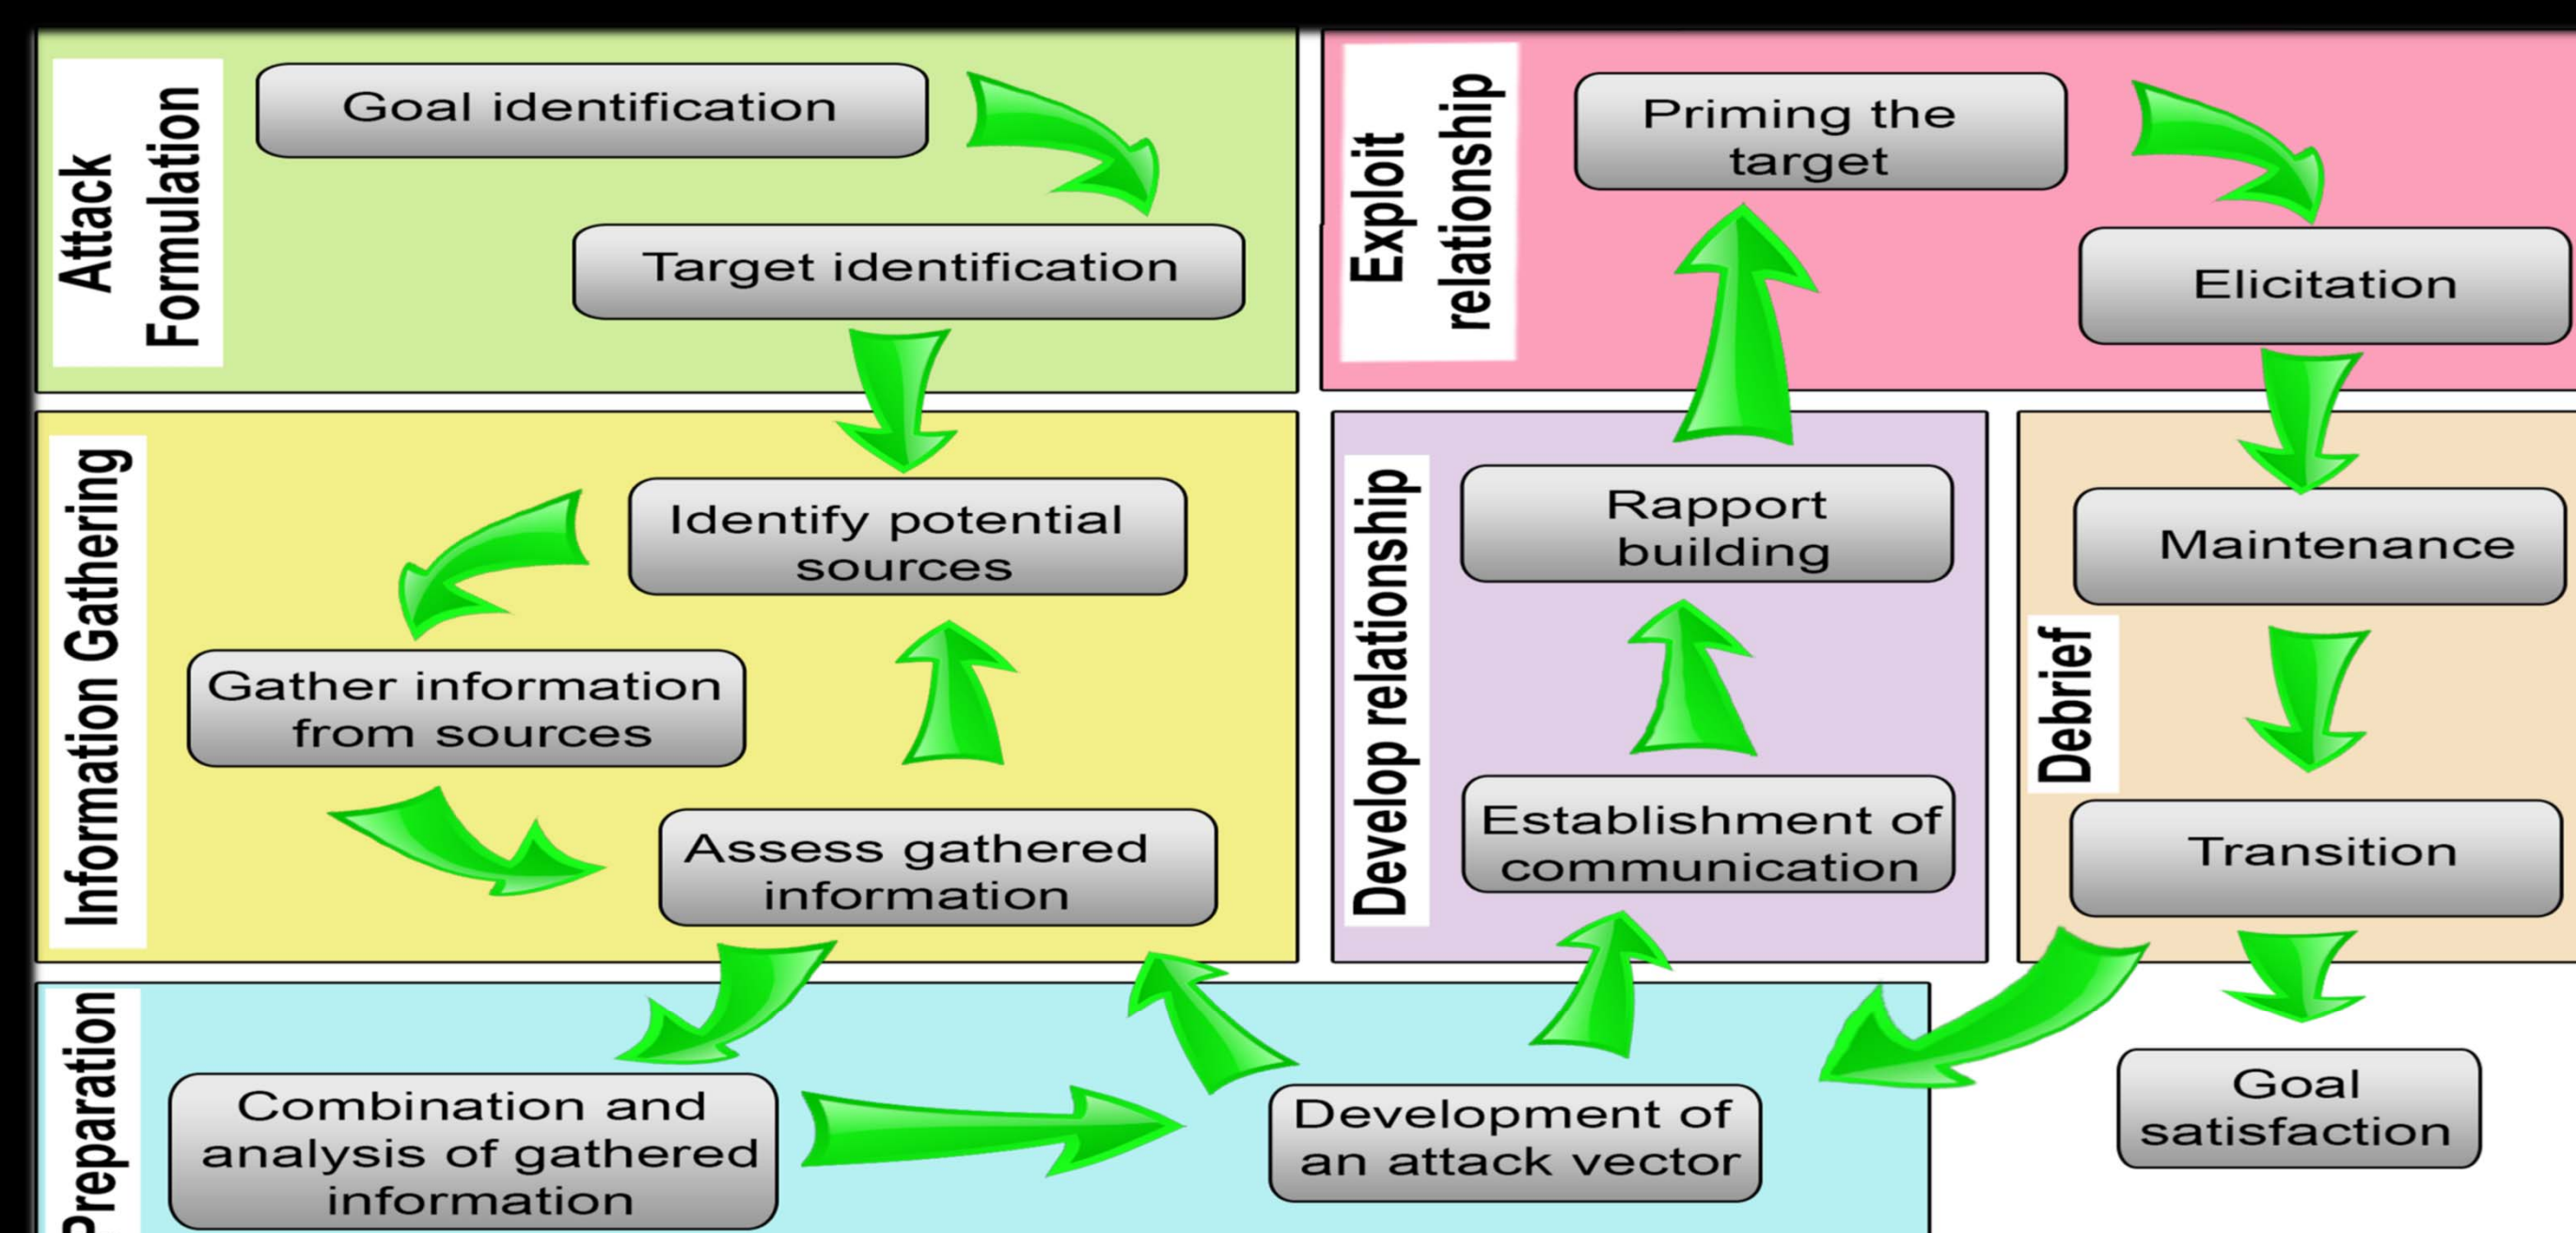 Attack
Formulation
Goal identification
Target identification
Information Gathering
Identify potential
sources
Gather information
from sources
Assess gathered
information
Preparation
Combination and
analysis of gathered
information
Development of
an attack vector
Develop relationship
Establishment of
communication
Rapport
building
Exploit
relationship
Priming the
target
Elicitation
Debrief
Maintenance
Transition
Goal
satisfaction